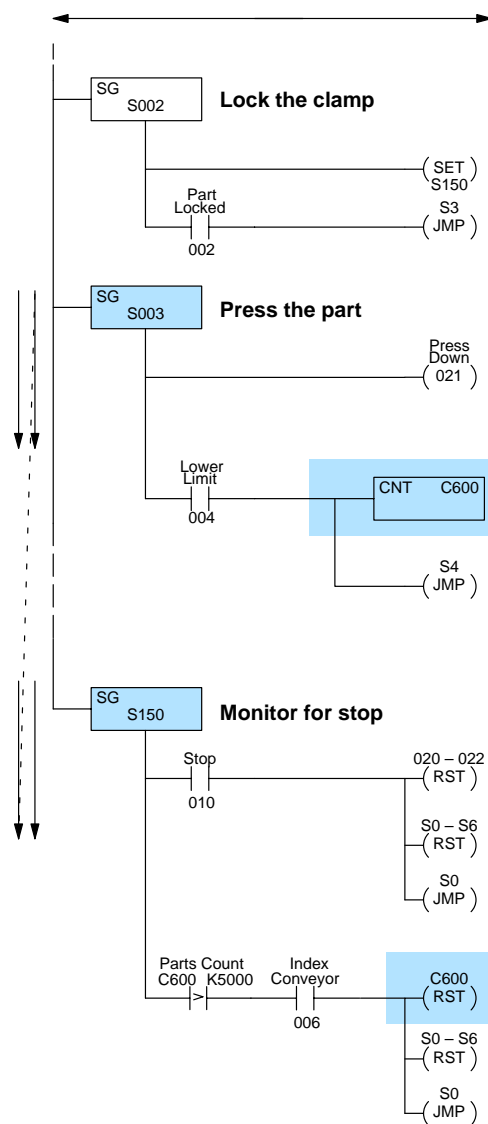 SG
S002
Lock the clamp
SET
S150
Part
Locked
002
S3
JMP
SG
S003
Press the part
Press
Down
021
Lower
Limit
004
CNT C600
S4
JMP
SG
S150
Monitor for stop
Stop
010
020 – 022
RST
S0 – S6
RST
S0
JMP
Parts Count
C600 K5000
>
Index
Conveyor
006
C600
RST
S0 – S6
RST
S0
JMP